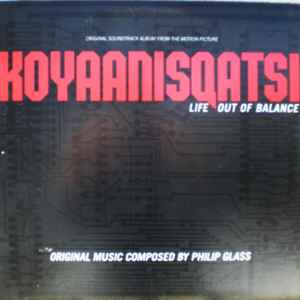 ORIGINAL SOUNDTRACK ALBUM FROM THE MOTION PICTURE
KOYAANISQATSI
LIFE OUT OF BALANCE
ORIGINAL MUSIC COMPOSED BY PHILIP GLASS